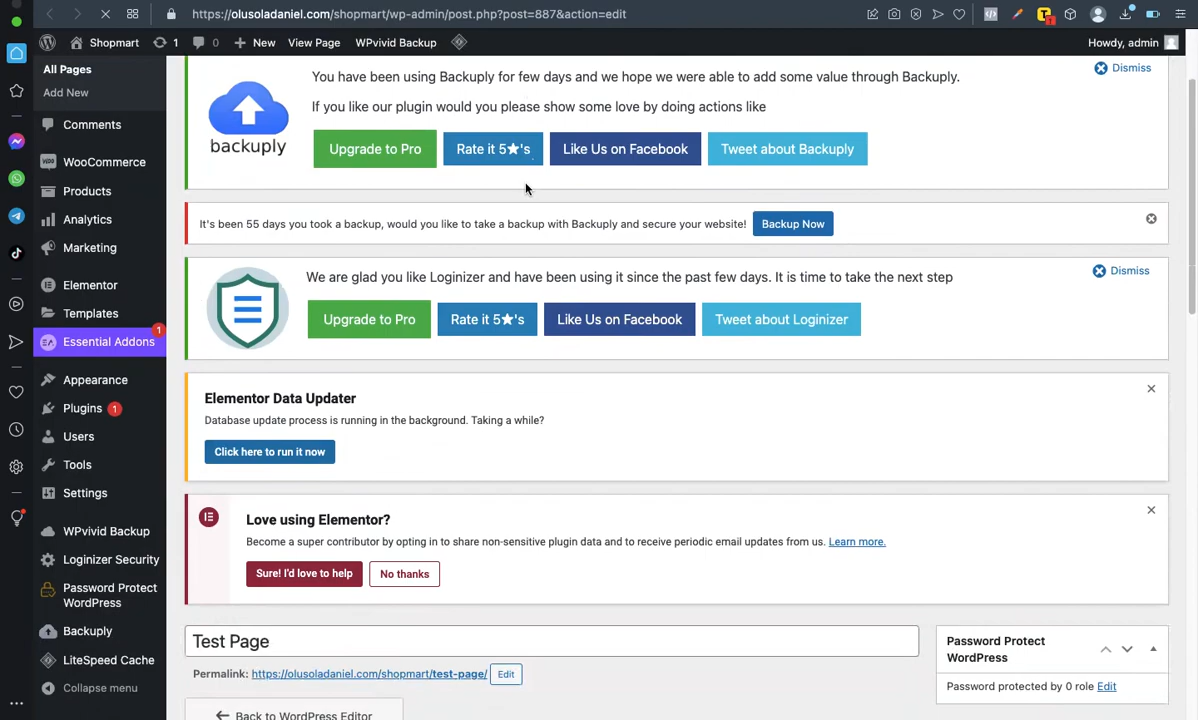 https://olusoladaniel.com/shopmart/wp-admin/post.php?post=887&action=edit
Shopmart
1
0
New
View Page
WPvivid Backup
Howdy, admin
All Pages
Add New
Comments
WooCommerce
Products
Analytics
Marketing
Elementor
Templates
Essential Addons
1
Appearance
Plugins 1
Users
Tools
Settings
WPvivid Backup
Loginizer Security
Password Protect
WordPress
Backuply
LiteSpeed Cache
Collapse menu
backuply
You have been using Backuply for few days and we hope we were able to add some value through Backuply.
Dismiss
If you like our plugin would you please show some love by doing actions like
Upgrade to Pro
Rate it 5★'s
Like Us on Facebook
Tweet about Backuply
It's been 55 days you took a backup, would you like to take a backup with Backuply and secure your website!
Backup Now
We are glad you like Loginizer and have been using it since the past few days. It is time to take the next step
Dismiss
Upgrade to Pro
Rate it 5★'s
Like Us on Facebook
Tweet about Loginizer
Elementor Data Updater
Database update process is running in the background. Taking a while?
Click here to run it now
Love using Elementor?
Become a super contributor by opting in to share non-sensitive plugin data and to receive periodic email updates from us. Learn more.
Sure! I'd love to help
No thanks
Test Page
Permalink: https://olusoladaniel.com/shopmart/test-page/ Edit
Back to WordPress Editor
Password Protect
WordPress
Password protected by 0 role Edit